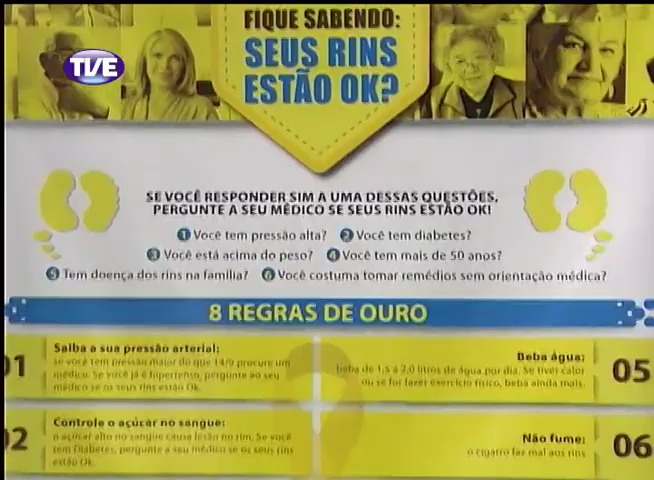 FIQUE SABENDO:
TVE
SEUS RINS
ESTÃO OK?
SE VOCÊ RESPONDER SIM A UMA DESSAS QUESTÕES,
PERGUNTE A SEU MÉDICO SE SEUS RINS ESTÃO OK!
1 Você tem pressão alta? 2 Você tem diabetes?
3 Você está acima do peso? 4 Você tem mais de 50 anos?
5 Tem doença dos rins na família? 6 Você costuma tomar remédios sem orientação médica?
8 REGRAS DE OURO
01
Saiba a sua pressão arterial:
se você tem pressão maior do que 14/9 procure um
médico. Se você já é hipertenso, pergunte ao seu
médico se os seus rins estão Ok.
Beba água:
beba de 1,5 a 2,0 litros de água por dia. Se tiver calor
ou se for fazer exercício físico, beba ainda mais.
05
02
Controle o açúcar no sangue:
o açúcar alto no sangue causa lesão no rim. Se você
tem Diabetes, pergunte a seu médico se os seus rins
estão Ok.
Não fume:
o cigarro faz mal aos rins
06